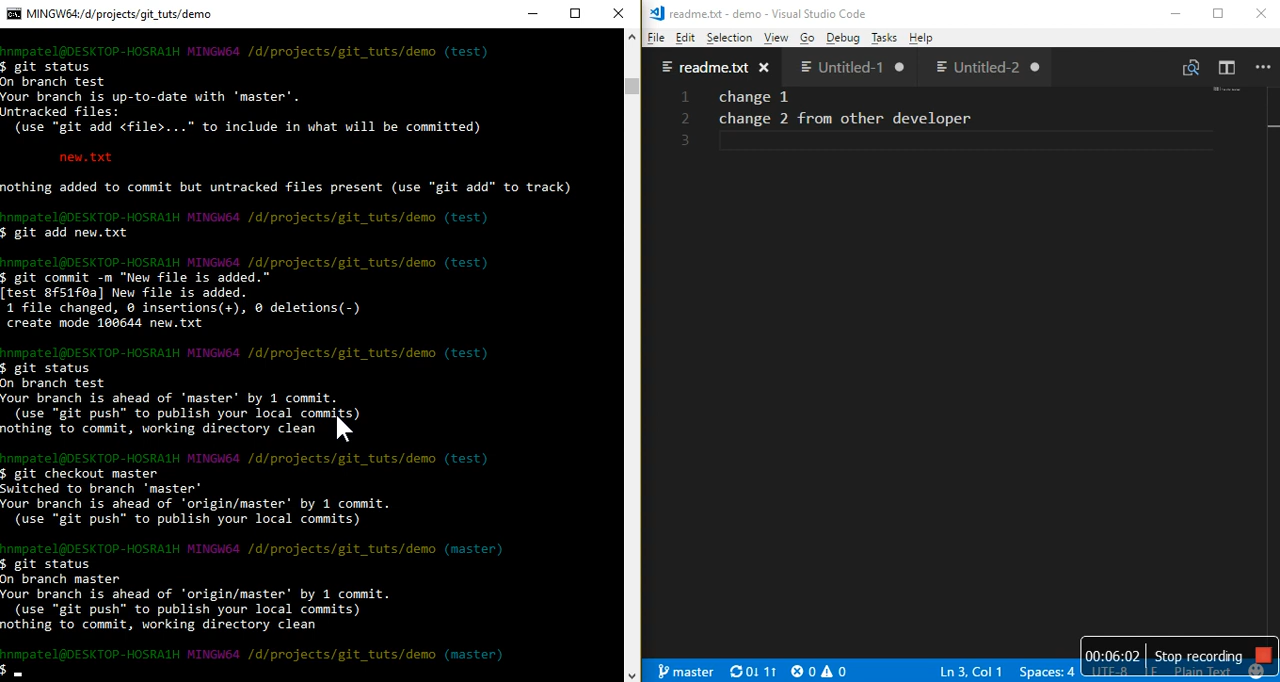 MINGW64:/d/projects/git_tuts/demo
hnmpatel@DESKTOP-HOSRA1H MINGW64 /d/projects/git_tuts/demo (test)
$ git status
On branch test
Your branch is up-to-date with 'master'.
Untracked files:
(use "git add <file>..." to include in what will be committed)
new.txt
nothing added to commit but untracked files present (use "git add" to track)
hnmpatel@DESKTOP-HOSRA1H MINGW64 /d/projects/git_tuts/demo (test)
$ git add new.txt
hnmpatel@DESKTOP-HOSRA1H MINGW64 /d/projects/git_tuts/demo (test)
$ git commit -m "New file is added."
[test 8f51f0a] New file is added.
1 file changed, 0 insertions(+), 0 deletions(-)
create mode 100644 new.txt
hnmpatel@DESKTOP-HOSRA1H MINGW64 /d/projects/git_tuts/demo (test)
$ git status
On branch test
Your branch is ahead of 'master' by 1 commit.
(use "git push" to publish your local commits)
nothing to commit, working directory clean
hnmpatel@DESKTOP-HOSRA1H MINGW64 /d/projects/git_tuts/demo (test)
$ git checkout master
Switched to branch 'master'
Your branch is ahead of 'origin/master' by 1 commit.
(use "git push" to publish your local commits)
hnmpatel@DESKTOP-HOSRA1H MINGW64 /d/projects/git_tuts/demo (master)
$ git status
On branch master
Your branch is ahead of 'origin/master' by 1 commit.
(use "git push" to publish your local commits)
nothing to commit, working directory clean
hnmpatel@DESKTOP-HOSRA1H MINGW64 /d/projects/git_tuts/demo (master)
$
readme.txt - demo - Visual Studio Code
File Edit Selection View Go Debug Tasks Help
readme.txt Untitled-1 Untitled-2
1 change 1
2 change 2 from other developer
3
master 0↓ 1↑ 0 0 Ln 3, Col 1 Spaces: 4 UTF-8 LF Plain Text
00:06:02 Stop recording